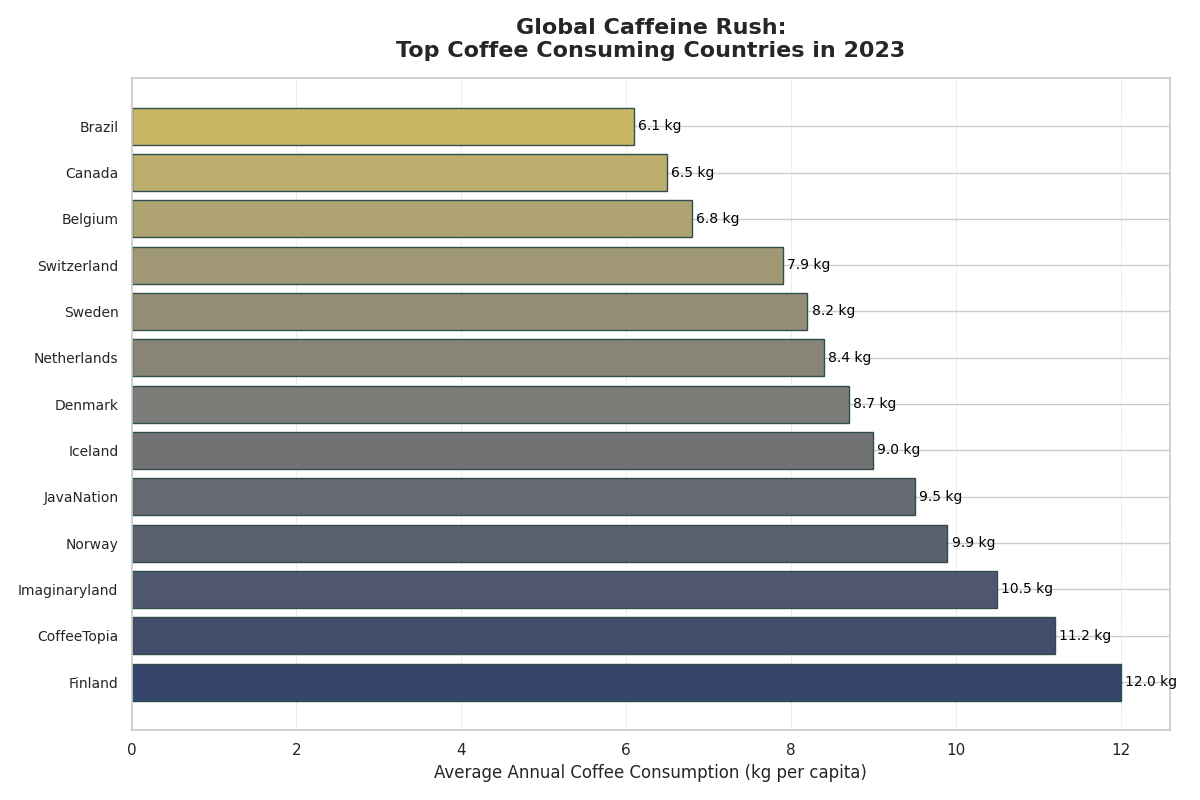 Global Caffeine Rush:
Top Coffee Consuming Countries in 2023
Brazil 6.1 kg
Canada 6.5 kg
Belgium 6.8 kg
Switzerland 7.9 kg
Sweden 8.2 kg
Netherlands 8.4 kg
Denmark 8.7 kg
Iceland 9.0 kg
JavaNation 9.5 kg
Norway 9.9 kg
Imaginaryland 10.5 kg
CoffeeTopia 11.2 kg
Finland 12.0 kg
0 2 4 6 8 10 12
Average Annual Coffee Consumption (kg per capita)